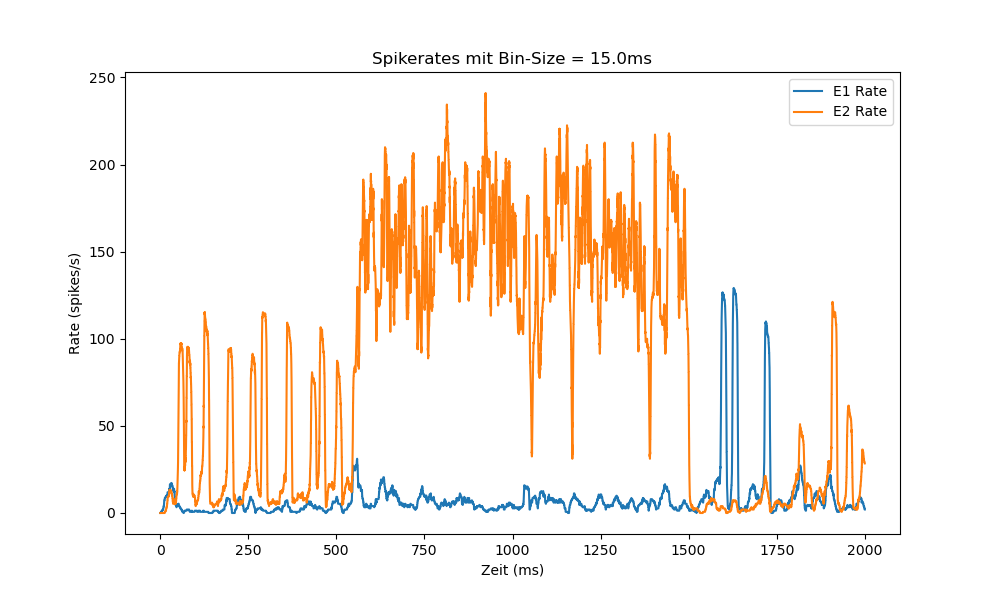 Spikerates mit Bin-Size = 15.0ms
E1 Rate
E2 Rate
Rate (spikes/s)
250
200
150
100
50
0
0 250 500 750 1000 1250 1500 1750 2000
Zeit (ms)